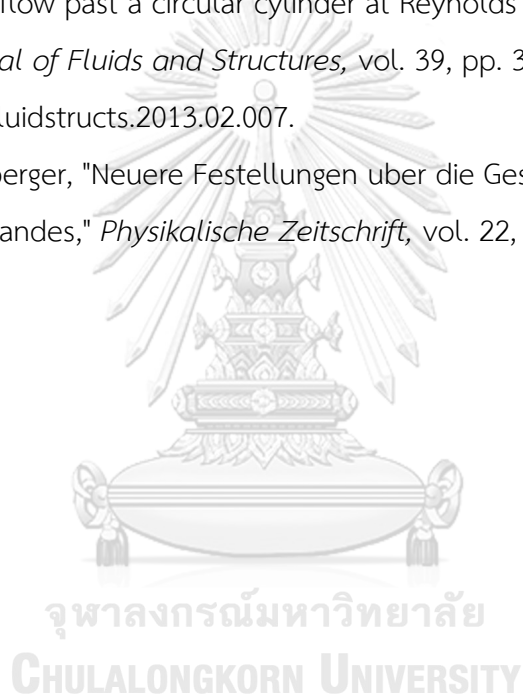 flow past a circular cylinder at Reynolds
al of Fluids and Structures, vol. 39, pp. 3
luidstructs.2013.02.007.
erger, "Neuere Festellungen uber die Ges
andes," Physikalische Zeitschrift, vol. 22,
จุฬาลงกรณ์มหาวิทยาลัย
CHULALONGKORN UNIVERSITY